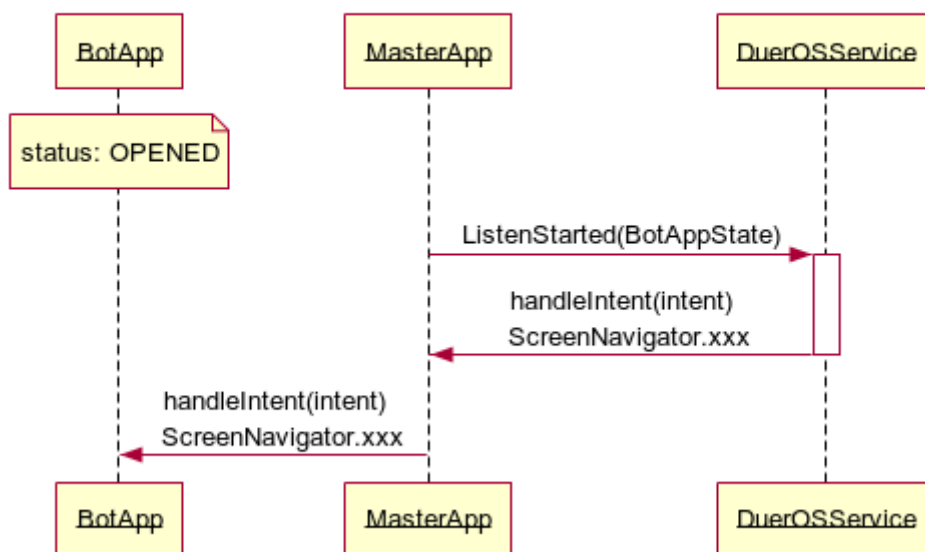 BotApp
MasterApp
DuerOSService
status: OPENED
ListenStarted(BotAppState)
handleIntent(intent)
ScreenNavigator.xxx
handleIntent(intent)
ScreenNavigator.xxx
BotApp
MasterApp
DuerOSService